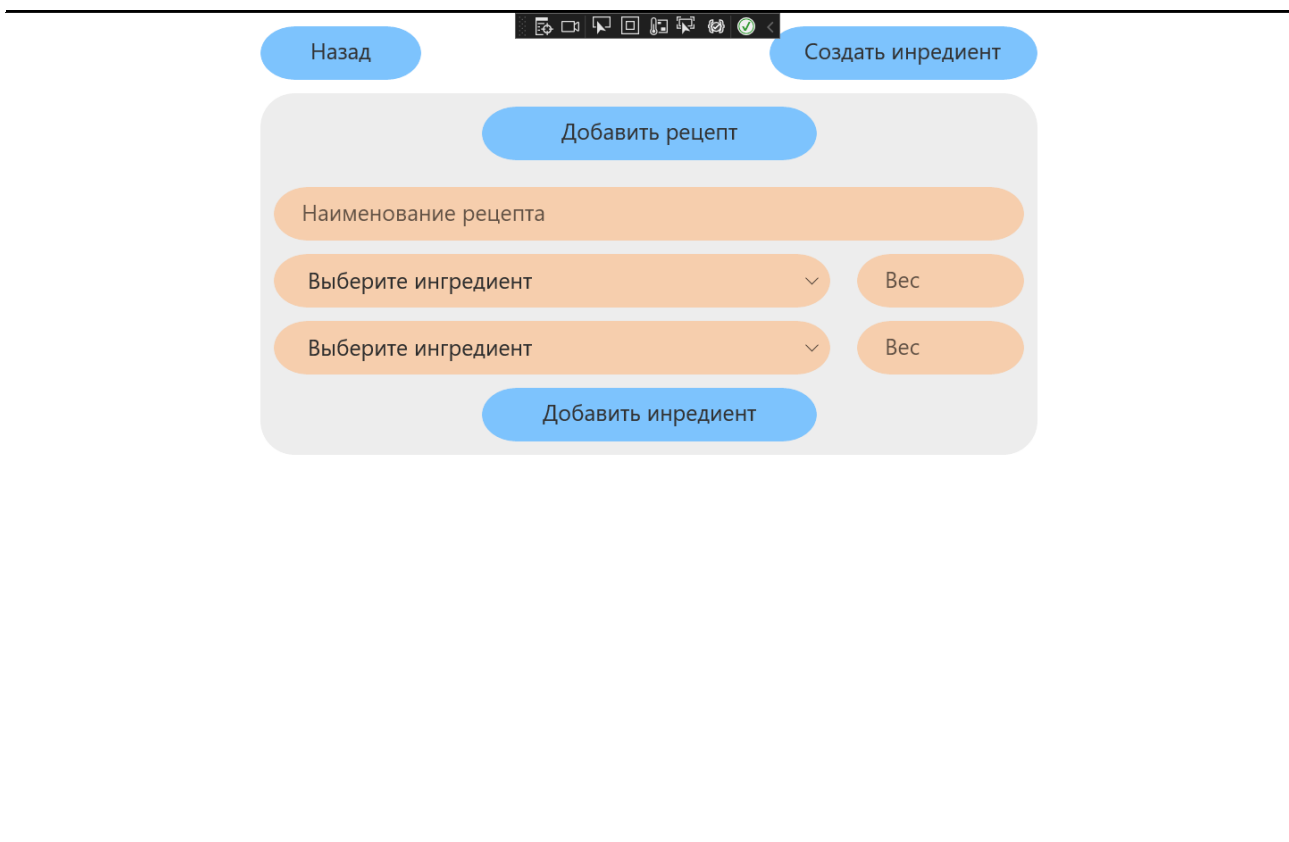 Назад
Создать инредиент
Добавить рецепт
Наименование рецепта
Выберите ингредиент
Вес
Выберите ингредиент
Вес
Добавить инредиент